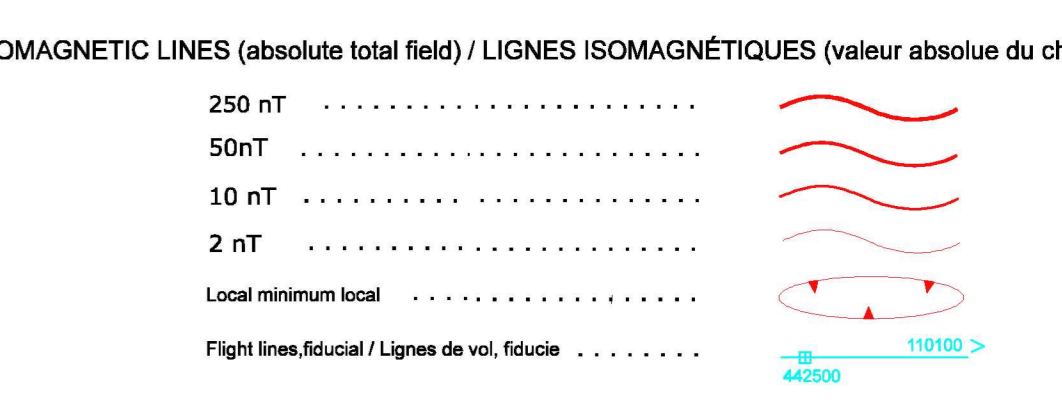 OMAGNETIC LINES (absolute total field) / LIGNES ISOMAGNÉTIQUES (valeur absolue du ch
250 nT
50nT
10 nT
2 nT
Local minimum local
Flight lines,fiducial / Lignes de vol, fiducie
110100 >
442500